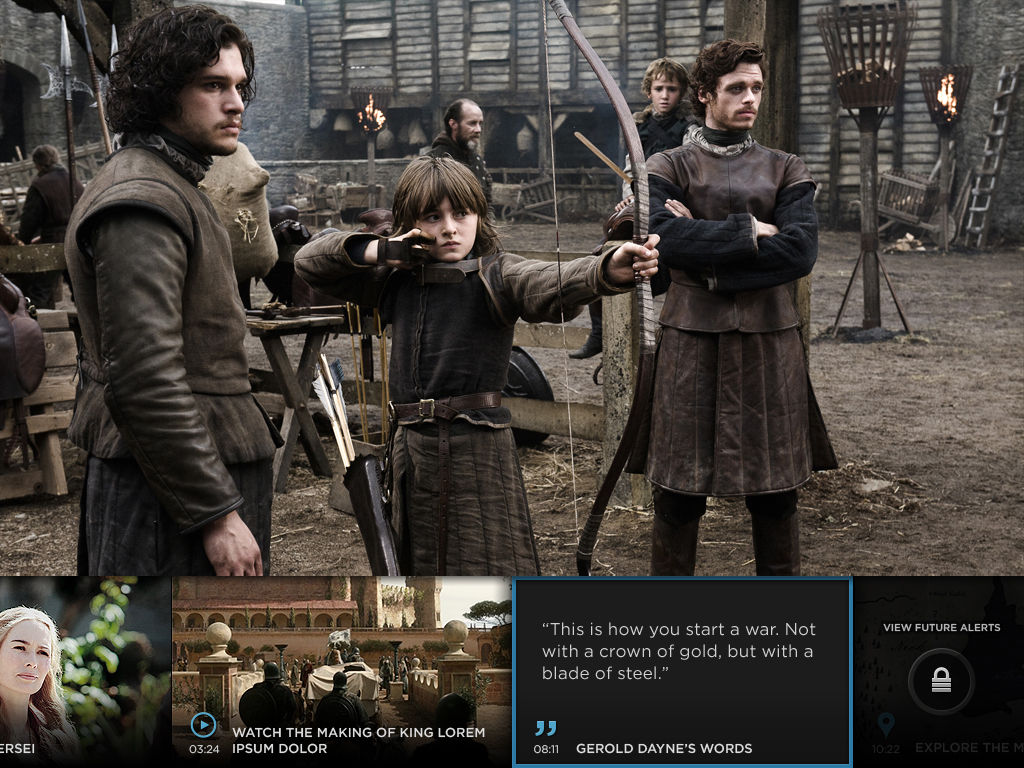 ERSEI
03:24
WATCH THE MAKING OF KING LOREM
IPSUM DOLOR
“This is how you start a war. Not
with a crown of gold, but with a
blade of steel.”
08:11
GEROLD DAYNE’S WORDS
VIEW FUTURE ALERTS
10:22
EXPLORE THE M